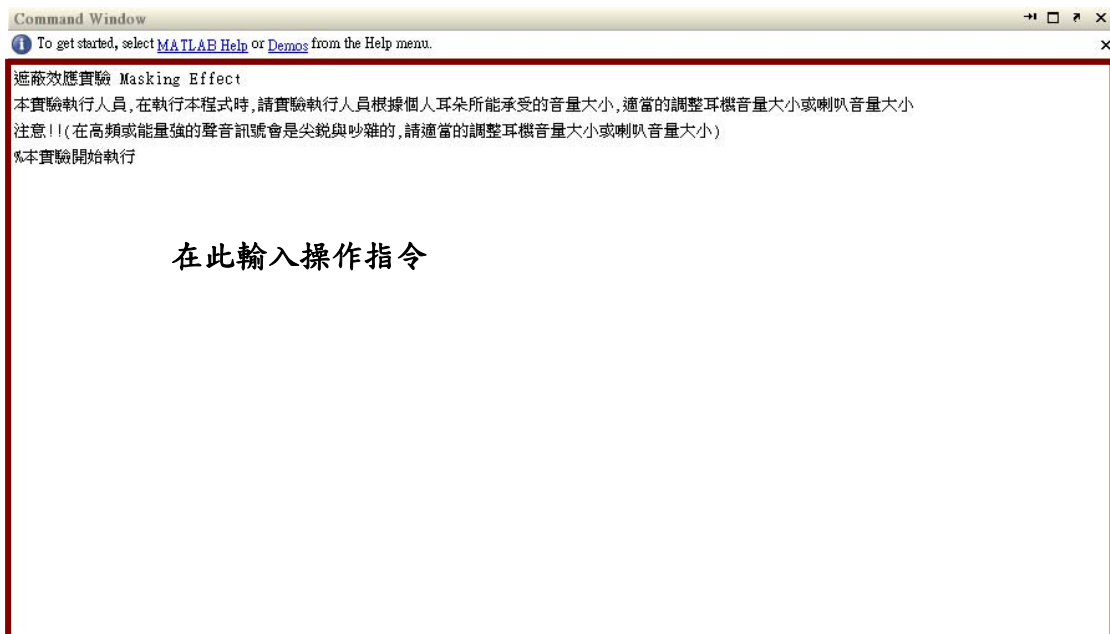 Command Window
To get started, select MATLAB Help or Demos from the Help menu.
遮蔽效應實驗 Masking Effect
本實驗執行人員,在執行本程式時,請實驗執行人員根據個人耳朵所能承受的音量大小,適當的調整耳機音量大小或喇叭音量大小
注意!!(在高頻或能量強的聲音訊號會是尖銳與吵雜的,請適當的調整耳機音量大小或喇叭音量大小)
%本實驗開始執行
在此輸入操作指令